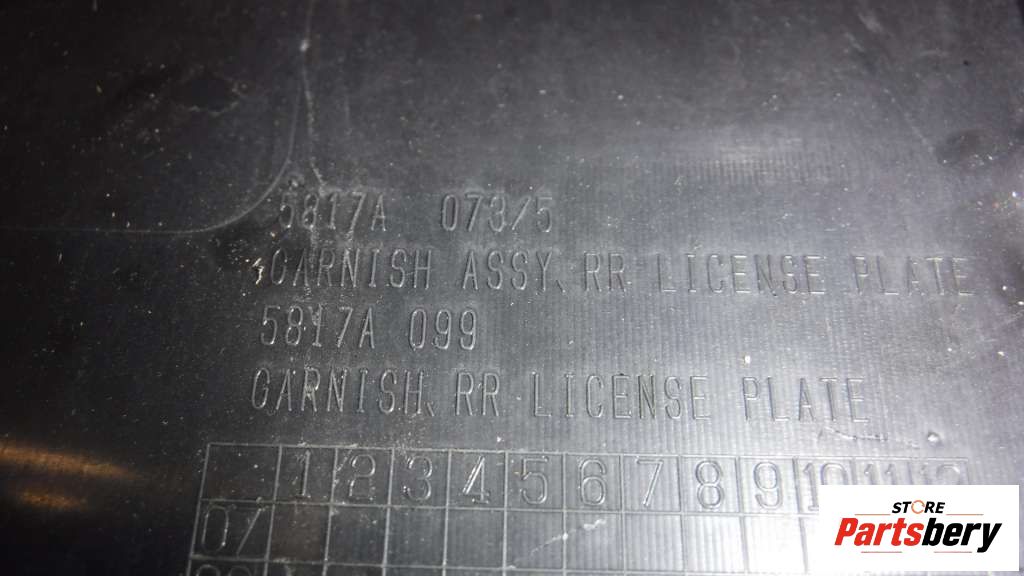 5817A 073/5
GARNISH ASSY, RR LICENSE PLATE
5817A 099
GARNISH, RR LICENSE PLATE
1 2 3 4 5 6 7 8 9 10 11 12
07
STORE
Partsbery